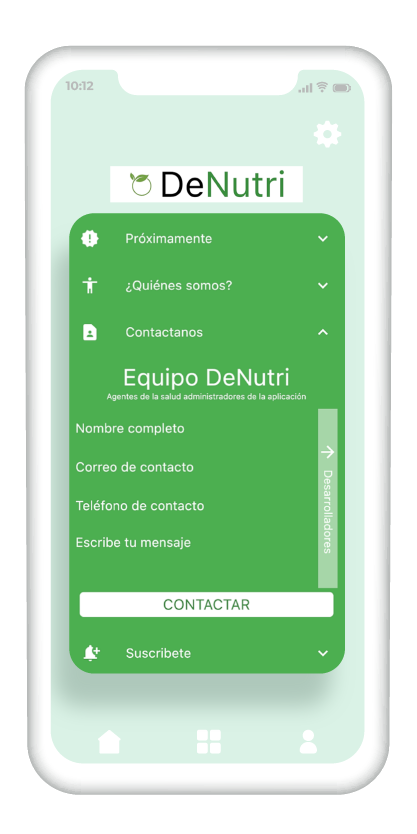 10:12
DeNutri
Próximamente
¿Quiénes somos?
Contactanos
Equipo DeNutri
Agentes de la salud administradores de la aplicación
Nombre completo
Correo de contacto
Teléfono de contacto
Escribe tu mensaje
Desarrolladores
CONTACTAR
Suscribete